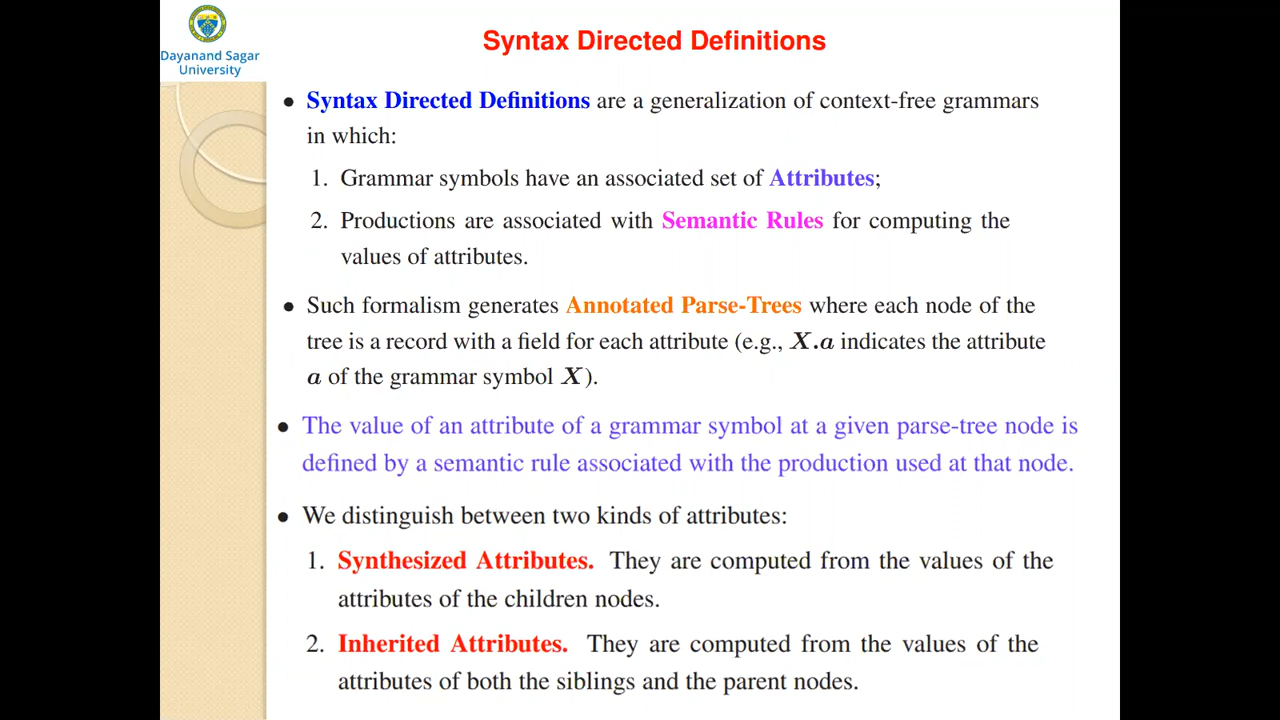 Dayanand Sagar
University
Syntax Directed Definitions
• Syntax Directed Definitions are a generalization of context-free grammars
in which:
1. Grammar symbols have an associated set of Attributes;
2. Productions are associated with Semantic Rules for computing the
values of attributes.
• Such formalism generates Annotated Parse-Trees where each node of the
tree is a record with a field for each attribute (e.g., X.a indicates the attribute
a of the grammar symbol X).
• The value of an attribute of a grammar symbol at a given parse-tree node is
defined by a semantic rule associated with the production used at that node.
• We distinguish between two kinds of attributes:
1. Synthesized Attributes. They are computed from the values of the
attributes of the children nodes.
2. Inherited Attributes. They are computed from the values of the
attributes of both the siblings and the parent nodes.